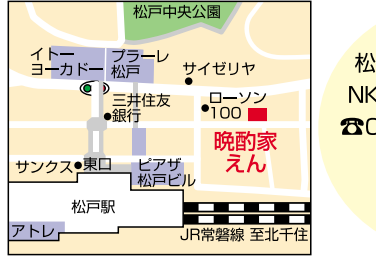 松戸中央公園
イトー
ヨーカドー
プラーレ
松戸
サイゼリヤ
三井住友
銀行
ローソン
100
晩酌家
えん
サンクス
東口
ピアザ
松戸ビル
松戸駅
アトレ
JR常磐線 至北千住
松
NK
☎0